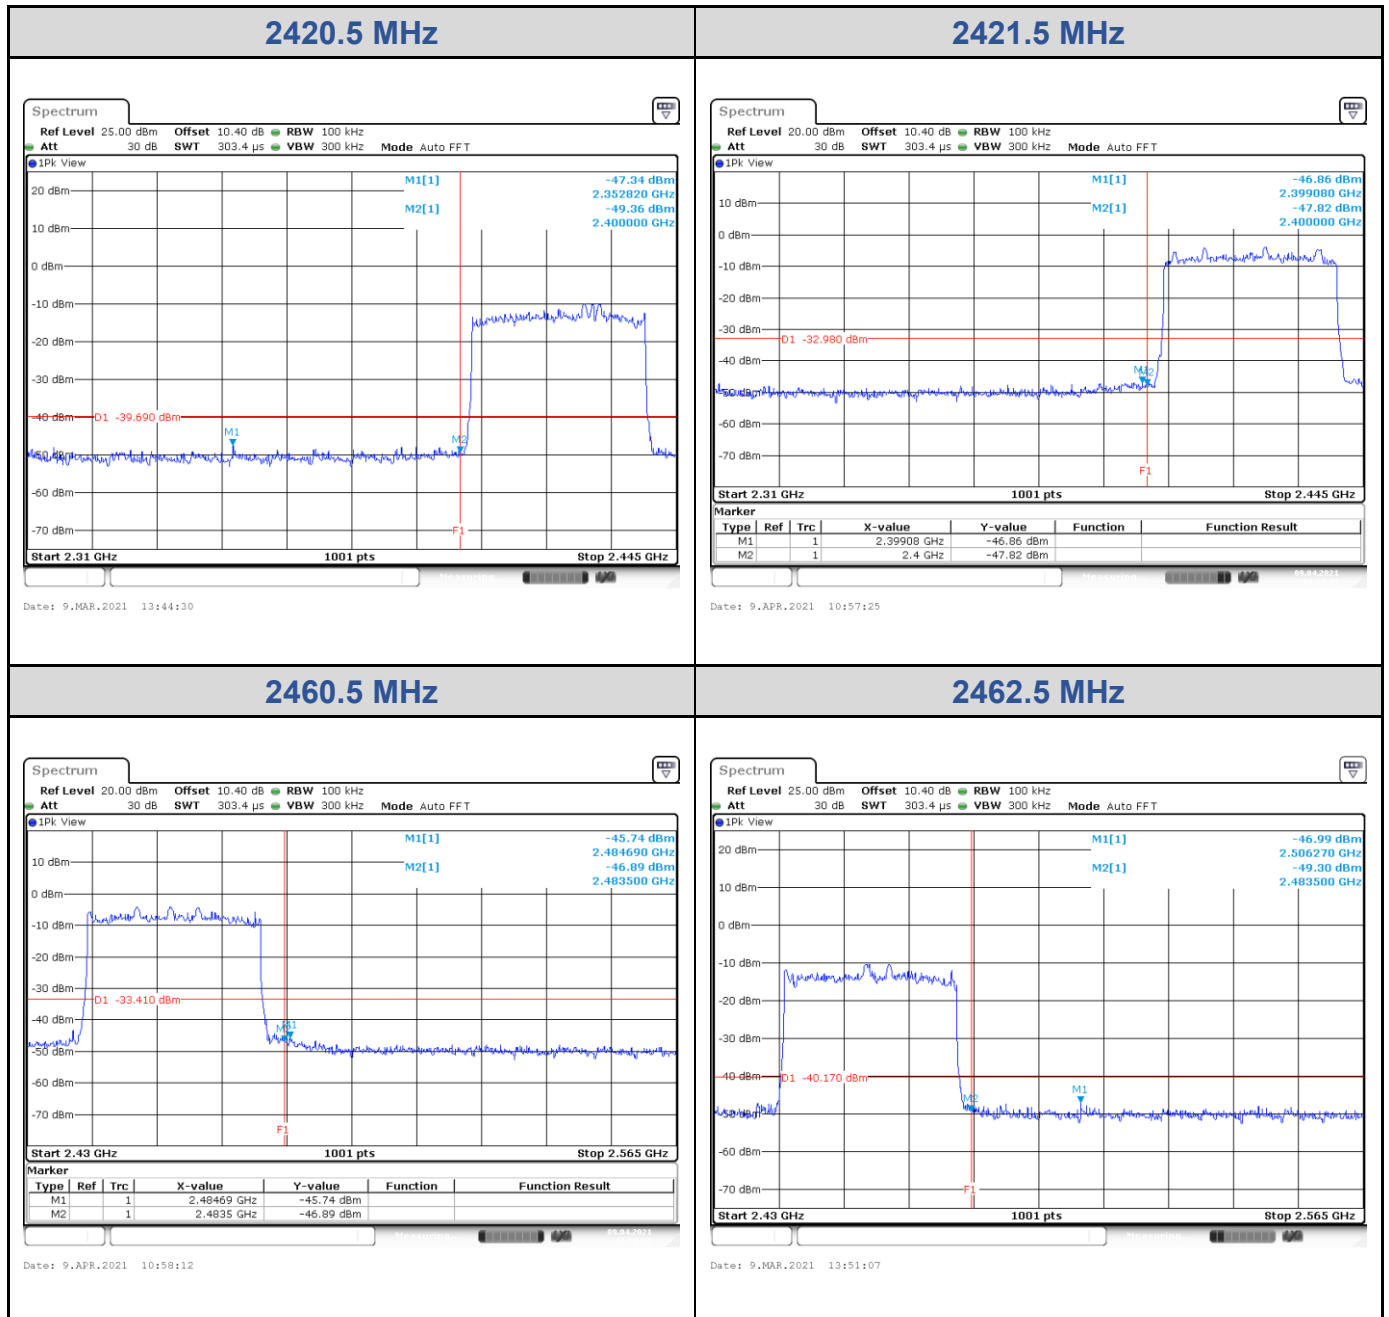 2420.5 MHz
Spectrum
Ref Level 25.00 dBm Offset 10.40 dB RBW 100 kHz
Att 30 dB SWT 303.4 µs VBW 300 kHz Mode Auto FFT
1Pk View
M1[1] -47.34 dBm
2.352820 GHz
M2[1] -49.36 dBm
2.400000 GHz
20 dBm
10 dBm
0 dBm
-10 dBm
-20 dBm
-30 dBm
-40 dBm
D1 -39.690 dBm
M1
M2
-50 dBm
-60 dBm
-70 dBm
F1
Start 2.31 GHz 1001 pts Stop 2.445 GHz
Measuring
Date: 9.MAR.2021 13:44:30
2421.5 MHz
Spectrum
Ref Level 20.00 dBm Offset 10.40 dB RBW 100 kHz
Att 30 dB SWT 303.4 µs VBW 300 kHz Mode Auto FFT
1Pk View
M1[1] -46.86 dBm
2.399080 GHz
M2[1] -47.82 dBm
2.400000 GHz
10 dBm
0 dBm
-10 dBm
-20 dBm
-30 dBm
D1 -32.980 dBm
-40 dBm
M1 M2
-50 dBm
-60 dBm
-70 dBm
F1
Start 2.31 GHz 1001 pts Stop 2.445 GHz
Marker
Type Ref Trc X-value Y-value Function Function Result
M1 1 2.39908 GHz -46.86 dBm
M2 1 2.4 GHz -47.82 dBm
Measuring 09.04.2021
Date: 9.APR.2021 10:57:25
2460.5 MHz
Spectrum
Ref Level 20.00 dBm Offset 10.40 dB RBW 100 kHz
Att 30 dB SWT 303.4 µs VBW 300 kHz Mode Auto FFT
1Pk View
M1[1] -45.74 dBm
2.484690 GHz
M2[1] -46.89 dBm
2.483500 GHz
10 dBm
0 dBm
-10 dBm
-20 dBm
-30 dBm
D1 -33.410 dBm
-40 dBm
M2 M1
-50 dBm
-60 dBm
-70 dBm
F1
Start 2.43 GHz 1001 pts Stop 2.565 GHz
Marker
Type Ref Trc X-value Y-value Function Function Result
M1 1 2.48469 GHz -45.74 dBm
M2 1 2.4835 GHz -46.89 dBm
Measuring 09.04.2021
Date: 9.APR.2021 10:58:12
2462.5 MHz
Spectrum
Ref Level 25.00 dBm Offset 10.40 dB RBW 100 kHz
Att 30 dB SWT 303.4 µs VBW 300 kHz Mode Auto FFT
1Pk View
M1[1] -46.99 dBm
2.506270 GHz
M2[1] -49.30 dBm
2.483500 GHz
20 dBm
10 dBm
0 dBm
-10 dBm
-20 dBm
-30 dBm
-40 dBm
D1 -40.170 dBm
M2
M1
-50 dBm
-60 dBm
-70 dBm
F1
Start 2.43 GHz 1001 pts Stop 2.565 GHz
Measuring
Date: 9.MAR.2021 13:51:07